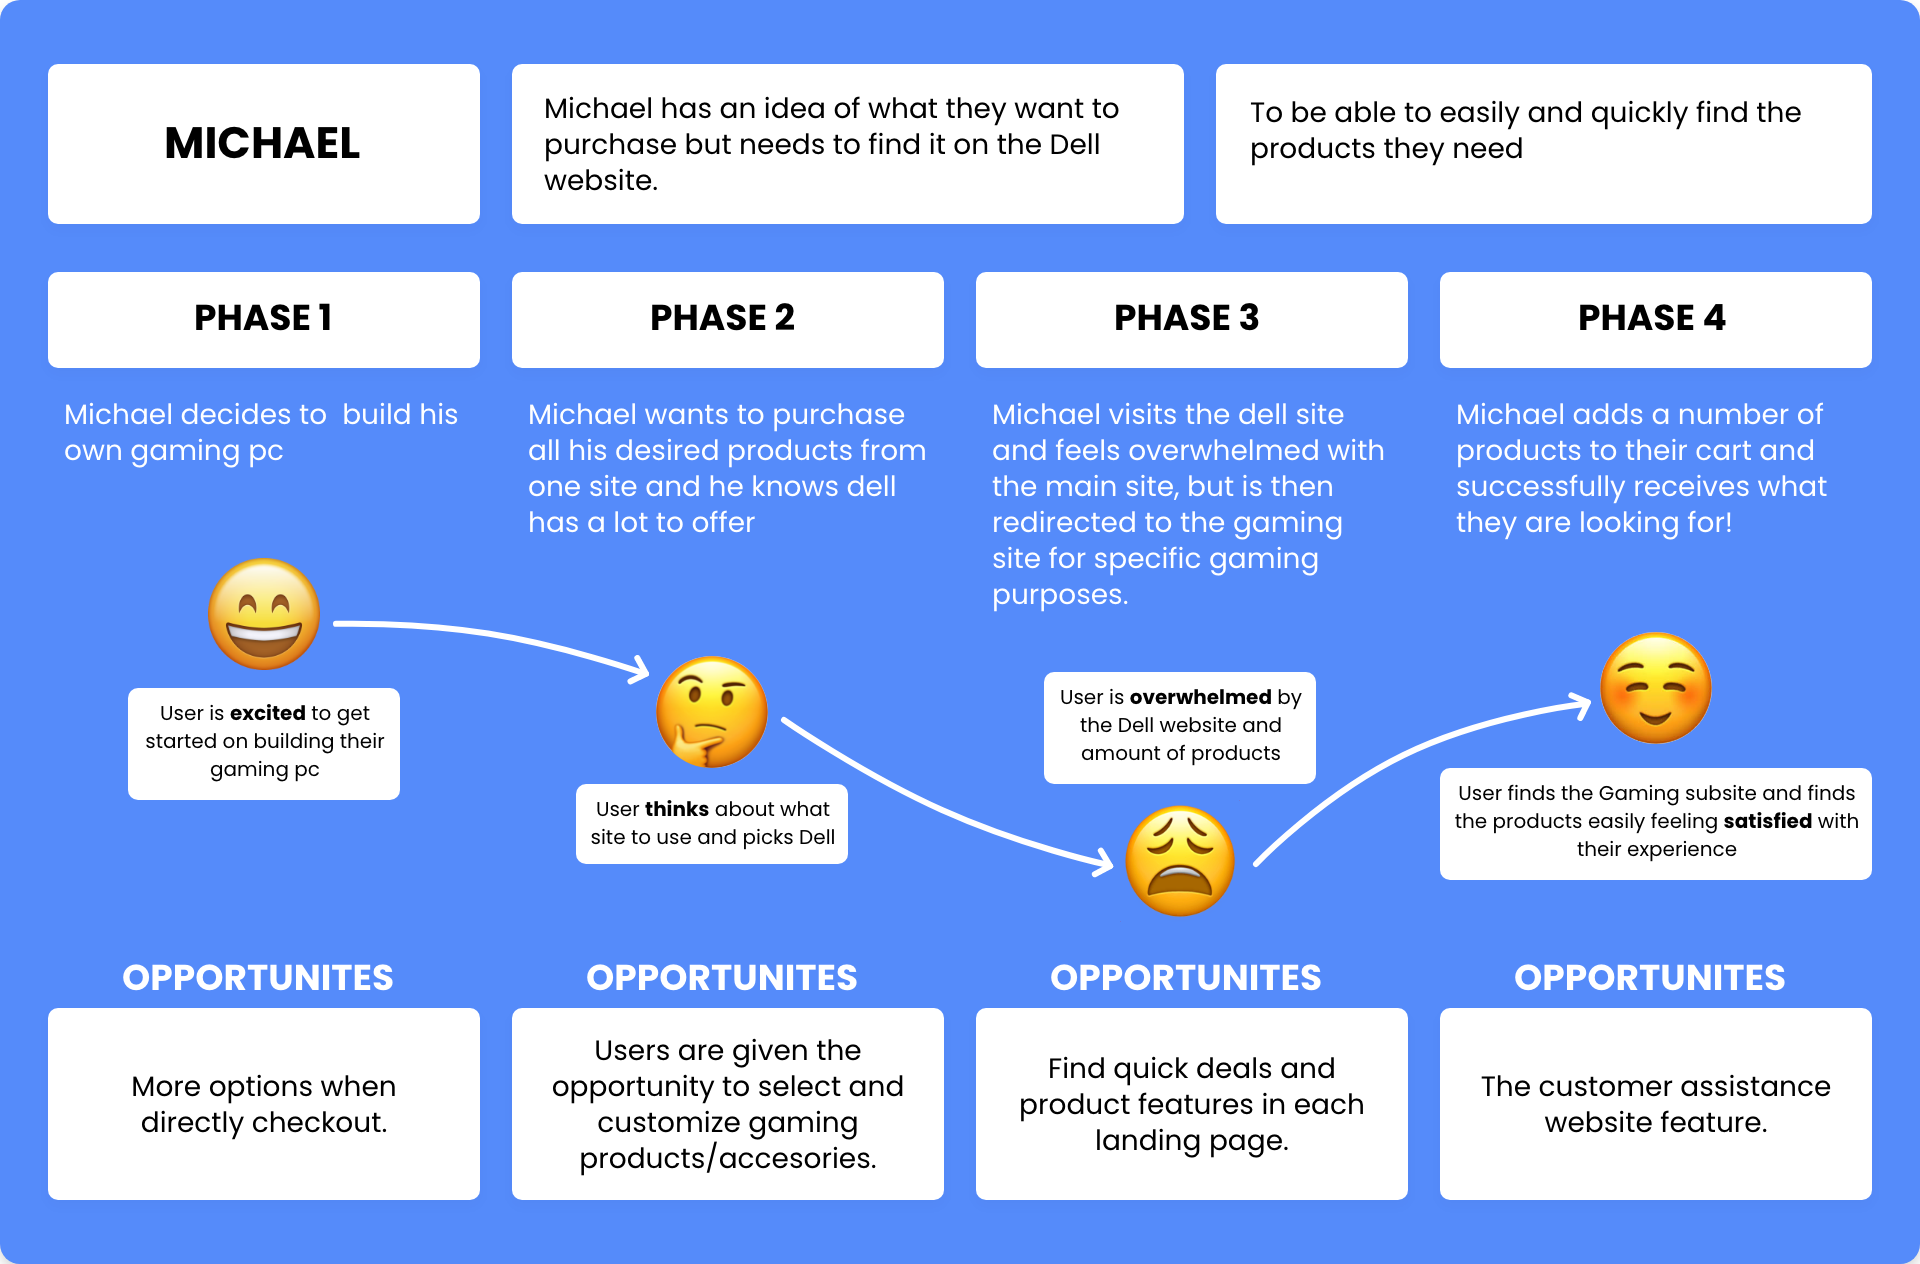 MICHAEL
Michael has an idea of what they want to
purchase but needs to find it on the Dell
website.
To be able to easily and quickly find the
products they need
PHASE 1
PHASE 2
PHASE 3
PHASE 4
Michael decides to  build his
own gaming pc
Michael wants to purchase
all his desired products from
one site and he knows dell
has a lot to offer
Michael visits the dell site
and feels overwhelmed with
the main site, but is then
redirected to the gaming
site for specific gaming
purposes.
Michael adds a number of
products to their cart and
successfully receives what
they are looking for!
User is excited to get
started on building their
gaming pc
User thinks about what
site to use and picks Dell
User is overwhelmed by
the Dell website and
amount of products
User finds the Gaming subsite and finds
the products easily feeling satisfied with
their experience
OPPORTUNITES
OPPORTUNITES
OPPORTUNITES
OPPORTUNITES
More options when
directly checkout.
Users are given the
opportunity to select and
customize gaming
products/accesories.
Find quick deals and
product features in each
landing page.
The customer assistance
website feature.